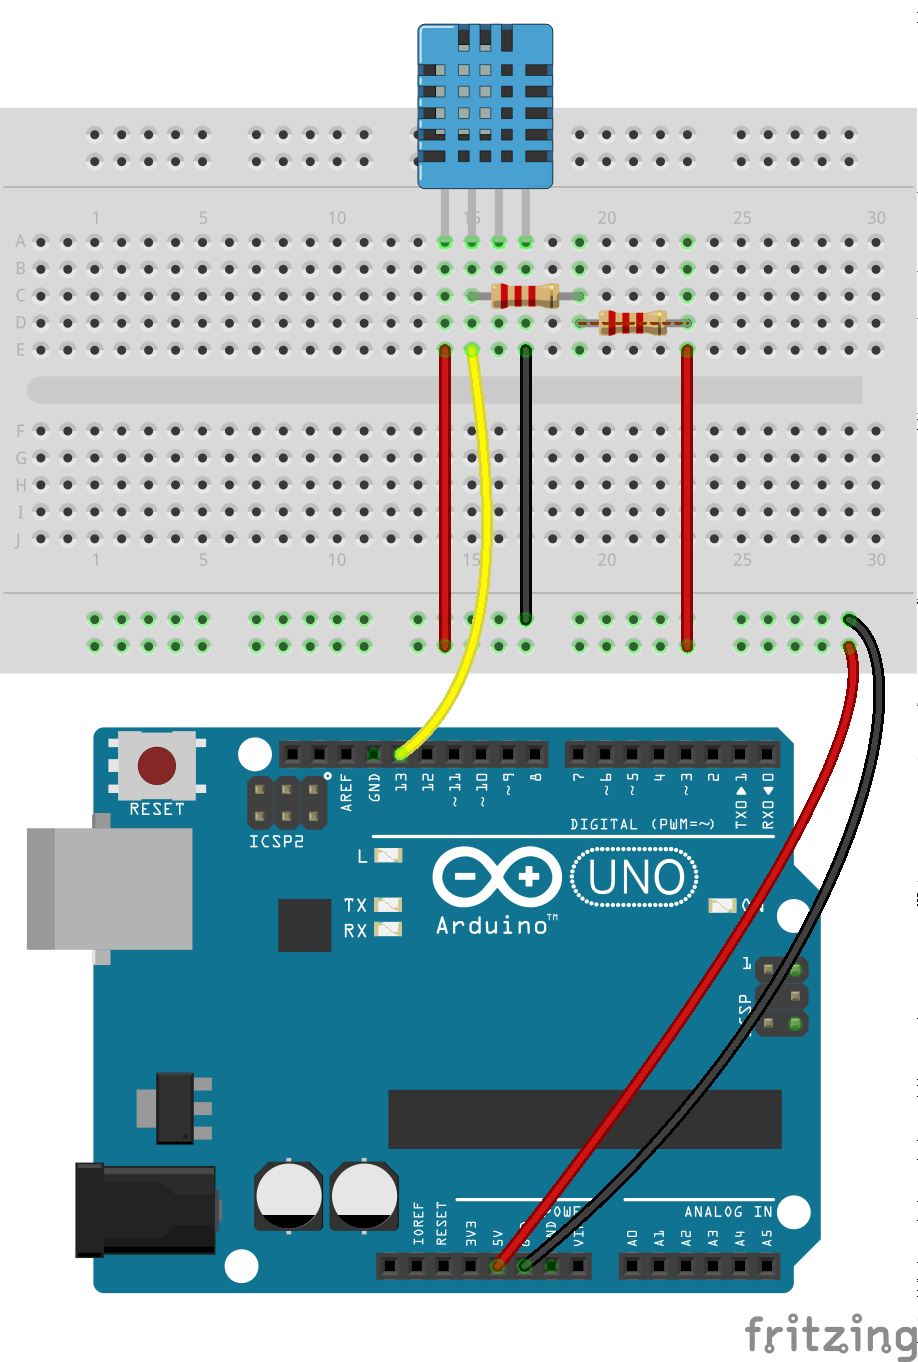 1 5 10 15 20 25 30
A
B
C
D
E
F
G
H
I
J
1 5 10 15 20 25 30
RESET
ICSP2
AREF
GND
13
12
~11
~10
~9
8
7
~6
~5
4
~3
2
TX0 1
RX0 0
DIGITAL (PWM=~)
L
TX
RX
UNO
Arduino™
ON
1
ICSP
POWER
ANALOG IN
IOREF
RESET
3V3
5V
GND
GND
VIN
A0
A1
A2
A3
A4
A5
fritzing